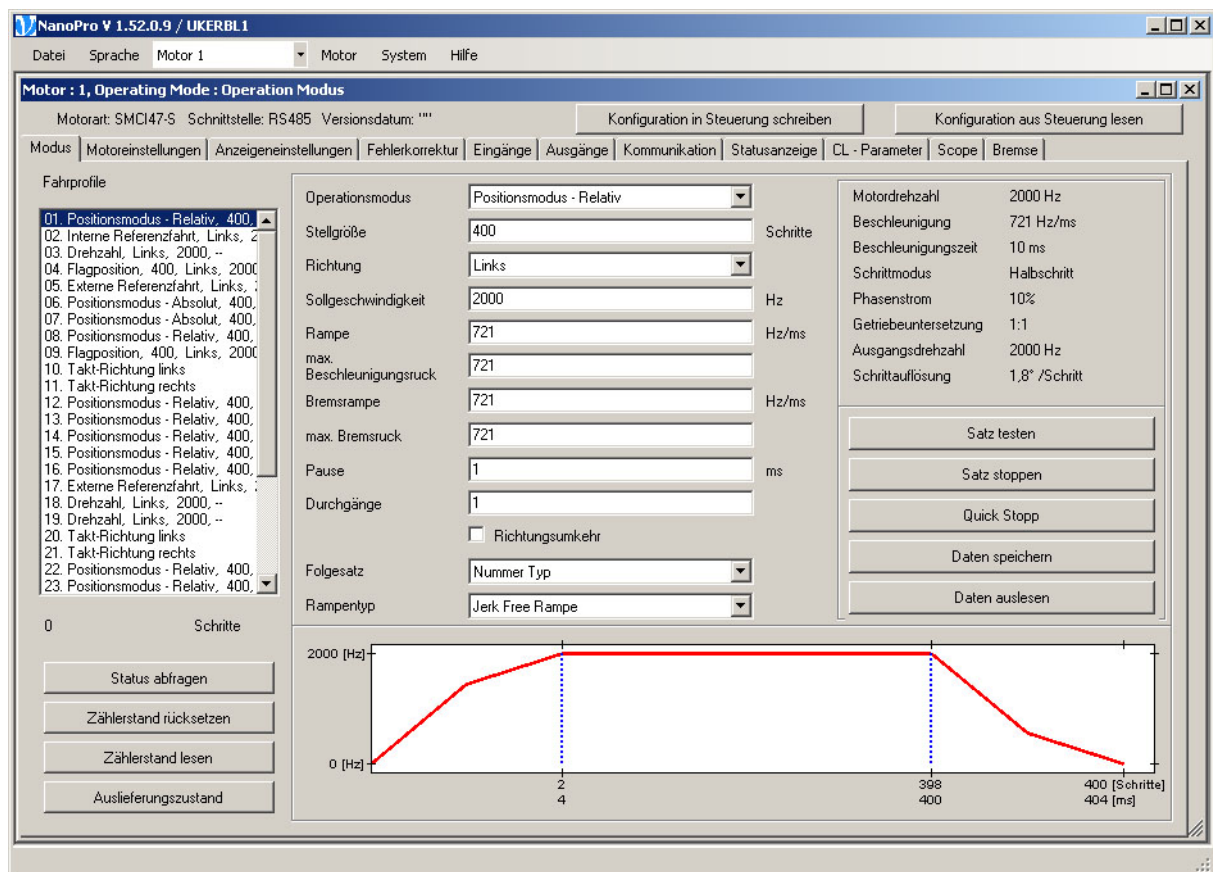 NanoPro V 1.52.0.9 / UKERBL1
Datei Sprache Motor 1 Motor System Hilfe
Motor : 1, Operating Mode : Operation Modus
Motorart: SMCI47-S Schnittstelle: RS485 Versionsdatum: "" Konfiguration in Steuerung schreiben Konfiguration aus Steuerung lesen
Modus Motoreinstellungen Anzeigeneinstellungen Fehlerkorrektur Eingänge Ausgänge Kommunikation Statusanzeige CL - Parameter Scope Bremse
Fahrprofile
01. Positionsmodus - Relativ, 400,
02. Interne Referenzfahrt, Links, 2
03. Drehzahl, Links, 2000, --
04. Flagposition, 400, Links, 2000
05. Externe Referenzfahrt, Links,
06. Positionsmodus - Absolut, 400,
07. Positionsmodus - Absolut, 400,
08. Positionsmodus - Relativ, 400,
09. Flagposition, 400, Links, 2000
10. Takt-Richtung links
11. Takt-Richtung rechts
12. Positionsmodus - Relativ, 400,
13. Positionsmodus - Relativ, 400,
14. Positionsmodus - Relativ, 400,
15. Positionsmodus - Relativ, 400,
16. Positionsmodus - Relativ, 400,
17. Externe Referenzfahrt, Links,
18. Drehzahl, Links, 2000, --
19. Drehzahl, Links, 2000, --
20. Takt-Richtung links
21. Takt-Richtung rechts
22. Positionsmodus - Relativ, 400,
23. Positionsmodus - Relativ, 400,
0 Schritte
Status abfragen
Zählerstand rücksetzen
Zählerstand lesen
Auslieferungszustand
Operationsmodus Positionsmodus - Relativ
Stellgröße 400 Schritte
Richtung Links
Sollgeschwindigkeit 2000 Hz
Rampe 721 Hz/ms
max.
Beschleunigungsruck 721
Bremsrampe 721 Hz/ms
max. Bremsruck 721
Pause 1 ms
Durchgänge 1
Richtungsumkehr
Folgesatz Nummer Typ
Rampentyp Jerk Free Rampe
Motordrehzahl 2000 Hz
Beschleunigung 721 Hz/ms
Beschleunigungszeit 10 ms
Schrittmodus Halbschritt
Phasenstrom 10%
Getriebeuntersetzung 1:1
Ausgangsdrehzahl 2000 Hz
Schrittauflösung 1,8° /Schritt
Satz testen
Satz stoppen
Quick Stopp
Daten speichern
Daten auslesen
2000 [Hz]
0 [Hz]
2 398 400 [Schritte]
4 400 404 [ms]